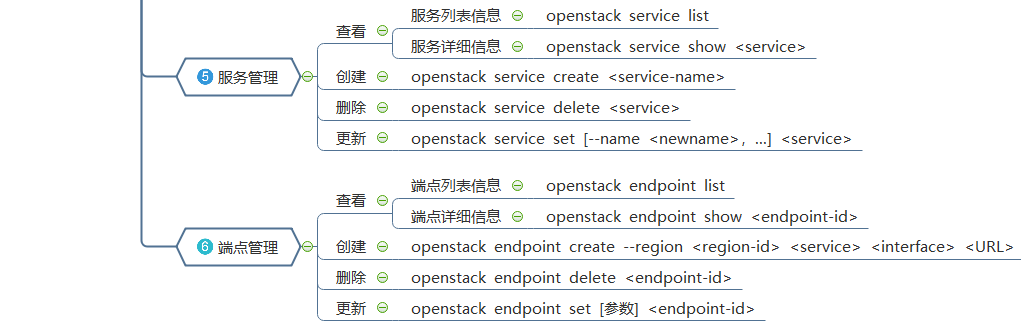 5 服务管理
查看
服务列表信息 openstack service list
服务详细信息 openstack service show <service>
创建 openstack service create <service-name>
删除 openstack service delete <service>
更新 openstack service set [--name <newname>, ...] <service>
6 端点管理
查看
端点列表信息 openstack endpoint list
端点详细信息 openstack endpoint show <endpoint-id>
创建 openstack endpoint create --region <region-id> <service> <interface> <URL>
删除 openstack endpoint delete <endpoint-id>
更新 openstack endpoint set [参数] <endpoint-id>